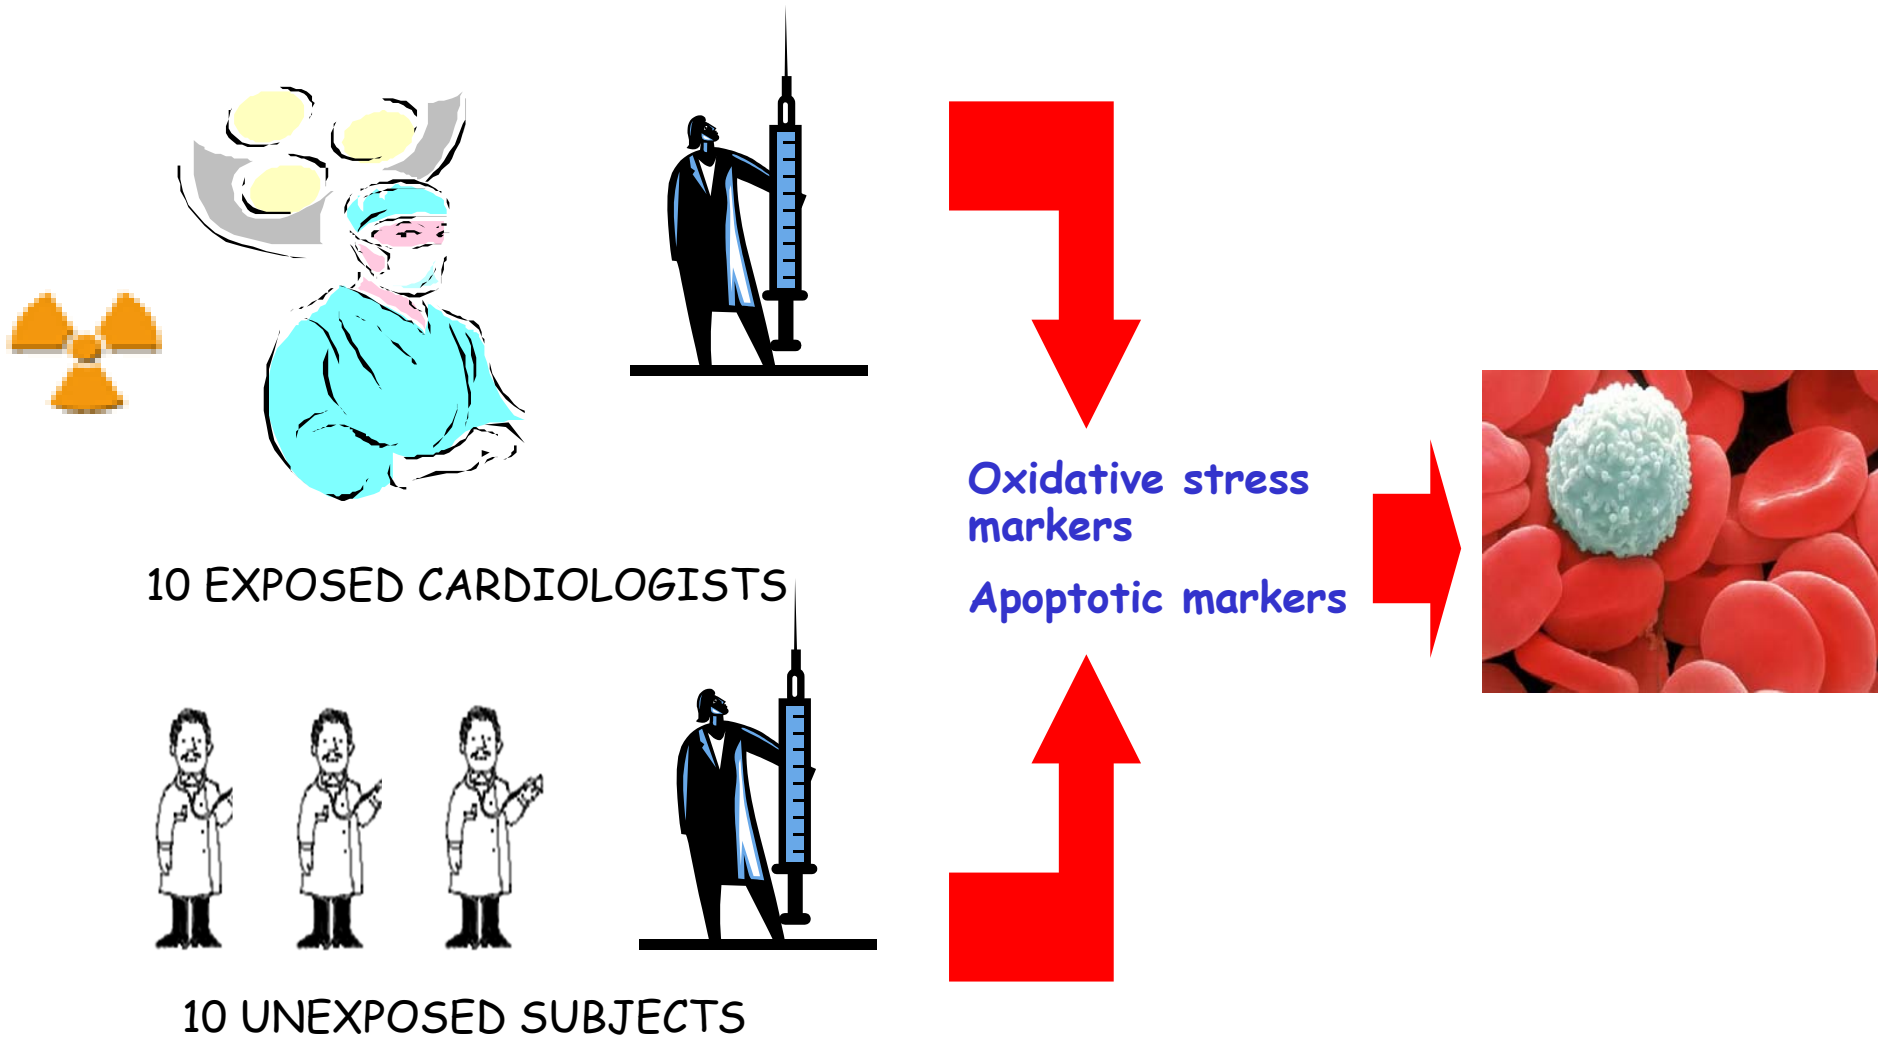 10 EXPOSED CARDIOLOGISTS
Oxidative stress
markers
Apoptotic markers
10 UNEXPOSED SUBJECTS